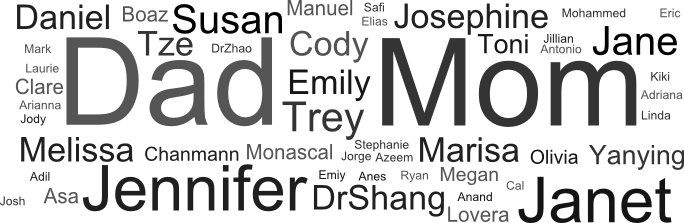 Daniel Boaz Susan Manuel Safi Elias Josephine Mohammed Eric
Mark Tze DrZhao Cody Toni Jillian Antonio Jane
Laurie Dad Emily Mom Kiki
Clare Adriana
Arianna Trey Linda
Jody
Melissa Chanmann Monascal Stephanie Jorge Azeem Marisa Olivia Yanying
Adil Jennifer Emiy Anes Ryan Megan Cal Janet
Josh Asa DrShang Anand
Lovera